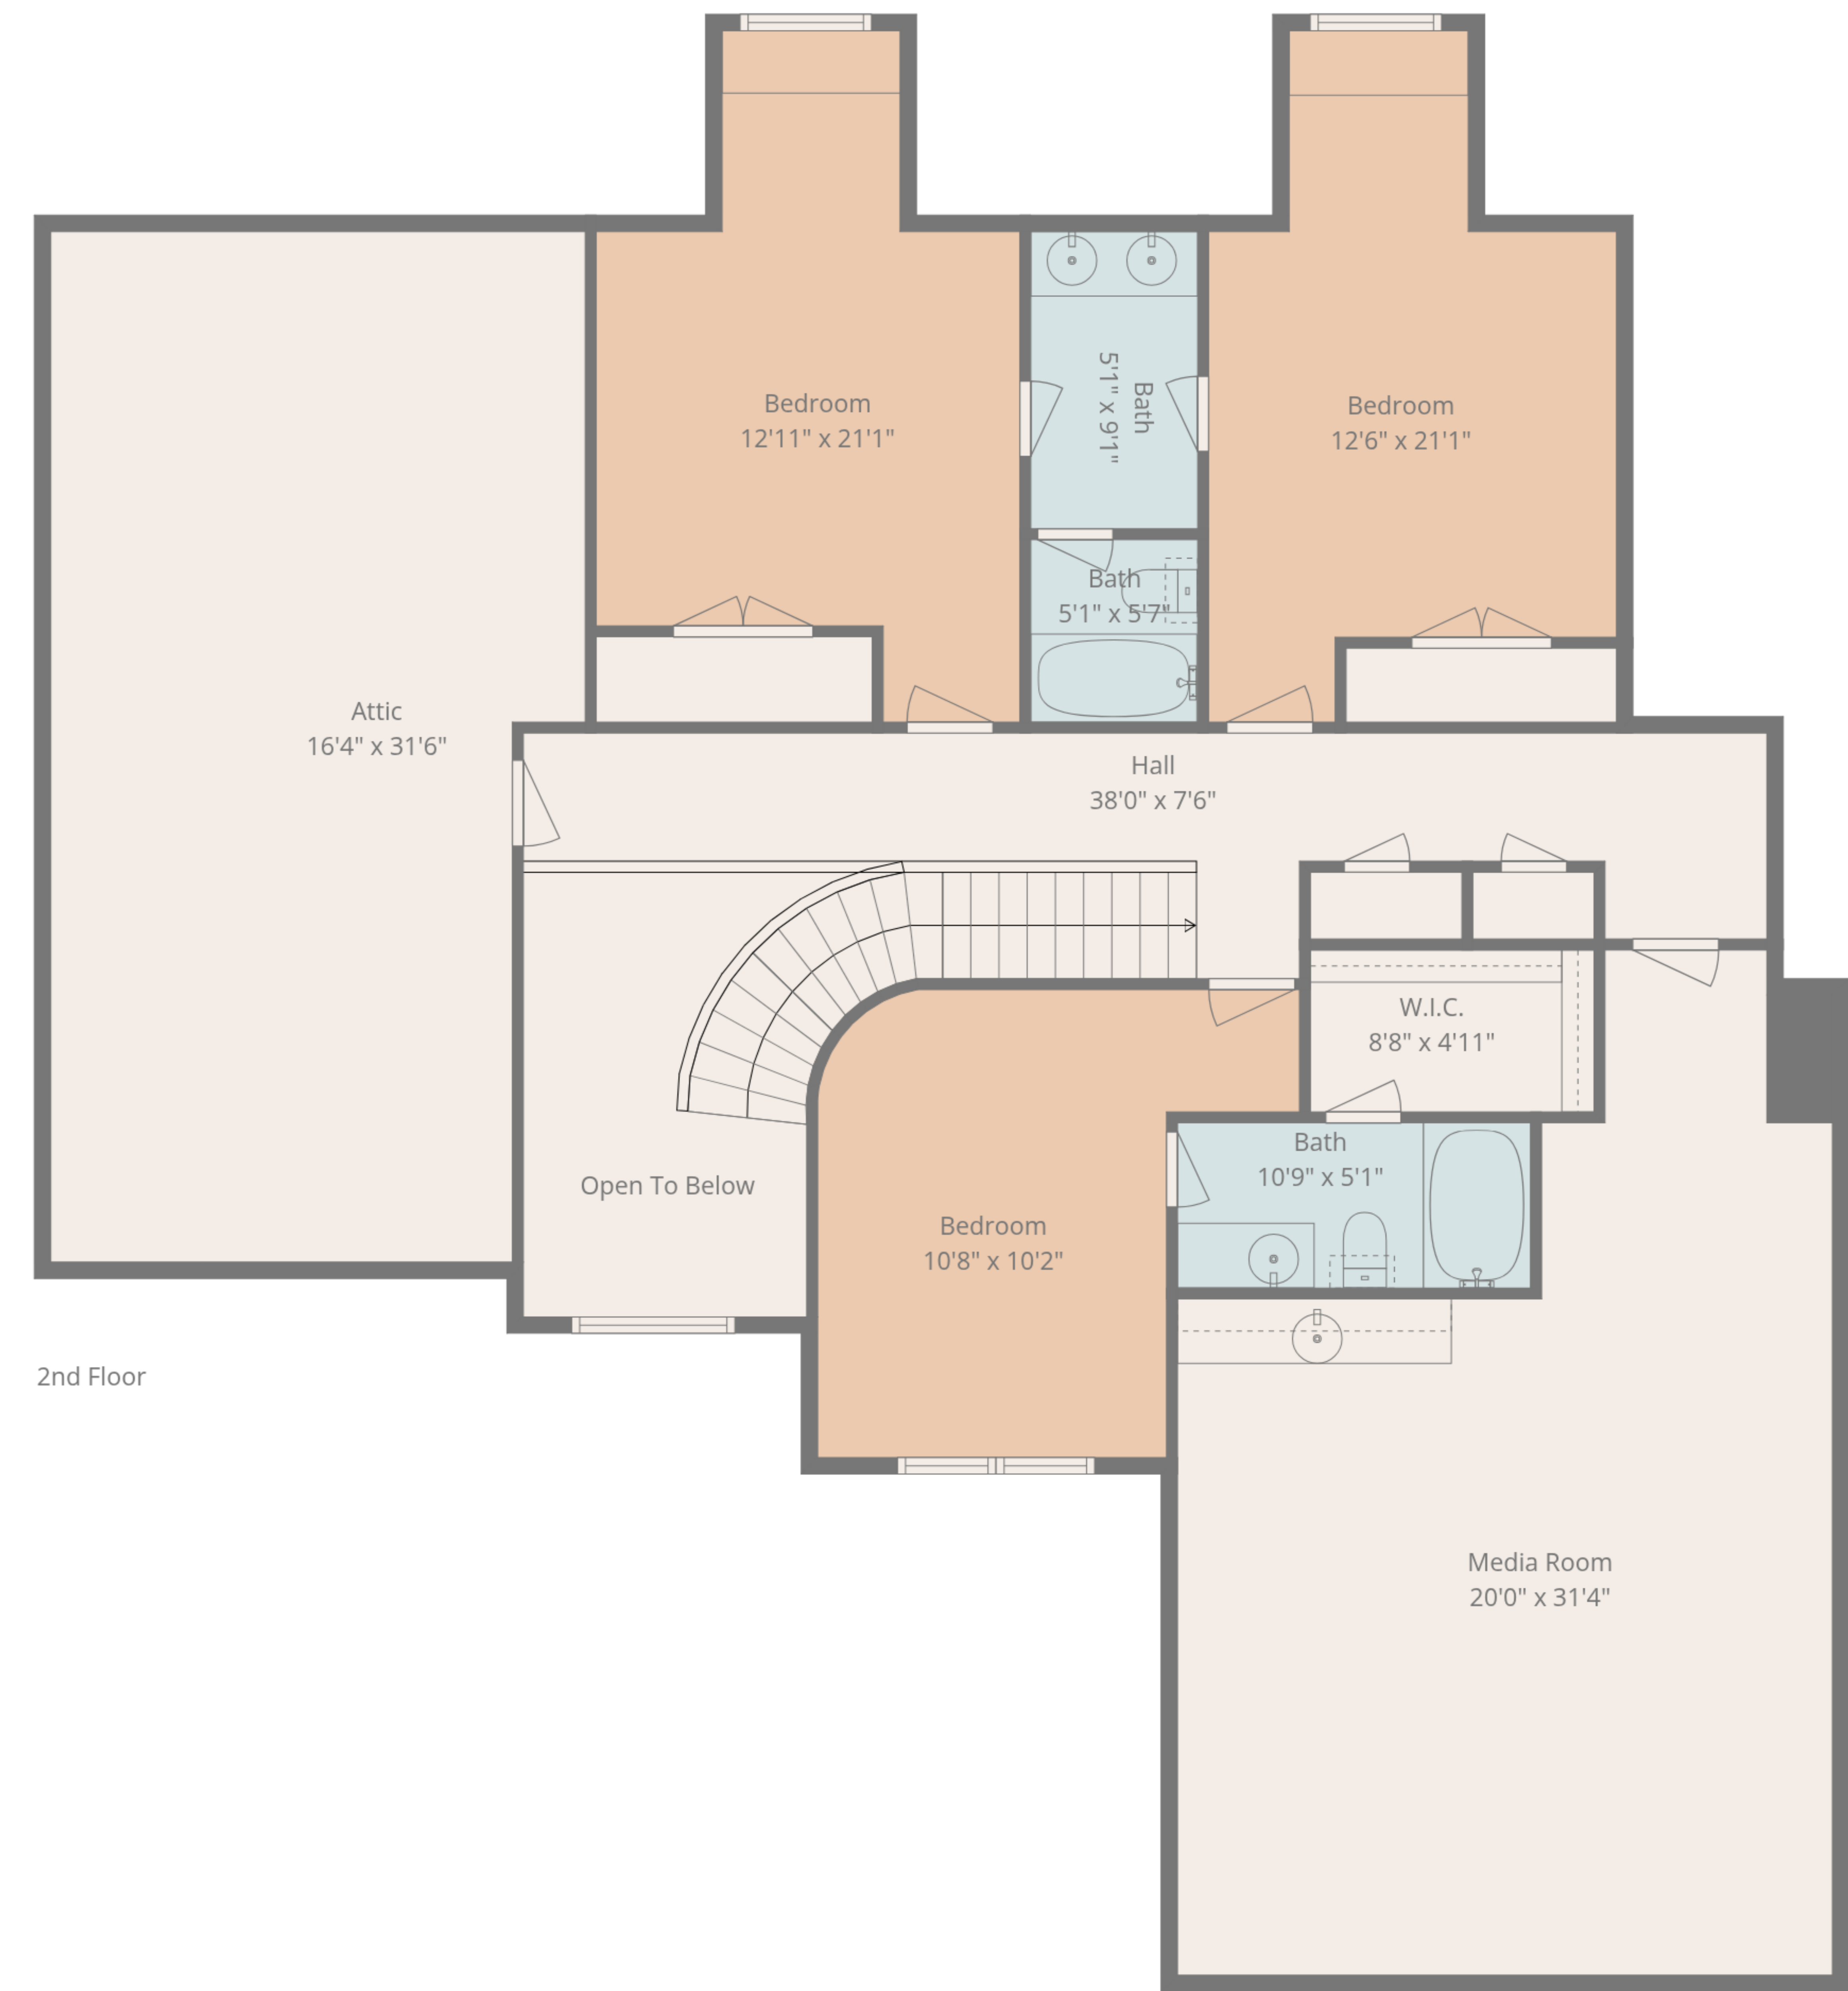 Bedroom
12'11" x 21'1"
Bath
5'1" x 9'1"
Bedroom
12'6" x 21'1"
Bath
5'1" x 5'7"
Attic
16'4" x 31'6"
Hall
38'0" x 7'6"
W.I.C.
8'8" x 4'11"
Bath
10'9" x 5'1"
Open To Below
Bedroom
10'8" x 10'2"
2nd Floor
Media Room
20'0" x 31'4"